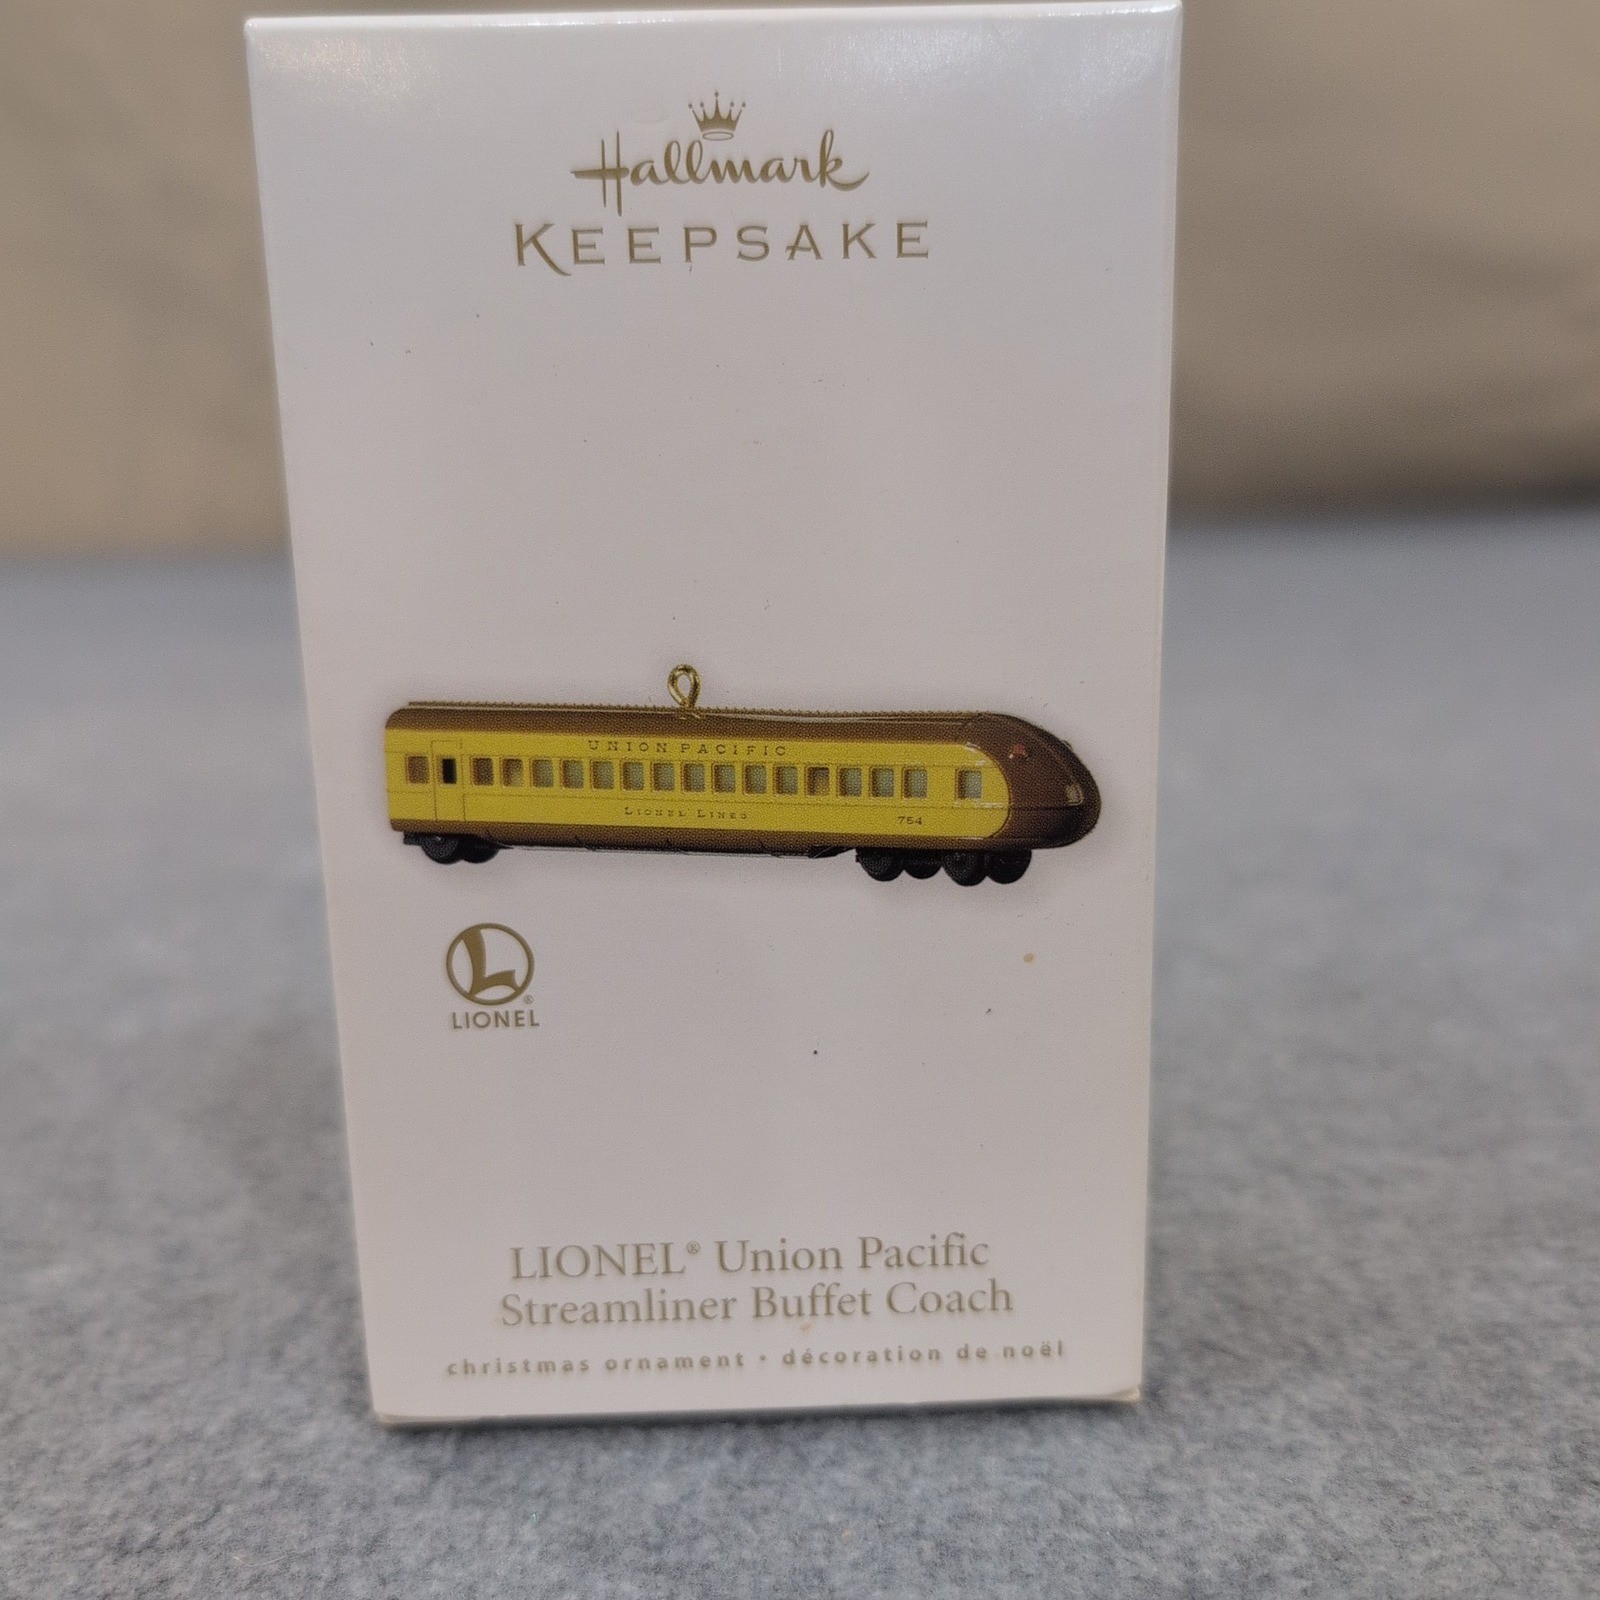 Hallmark
KEEPSAKE
UNION PACIFIC
LIONEL LINES
754
L®
LIONEL
LIONEL® Union Pacific
Streamliner Buffet Coach
christmas ornament • décoration de noël